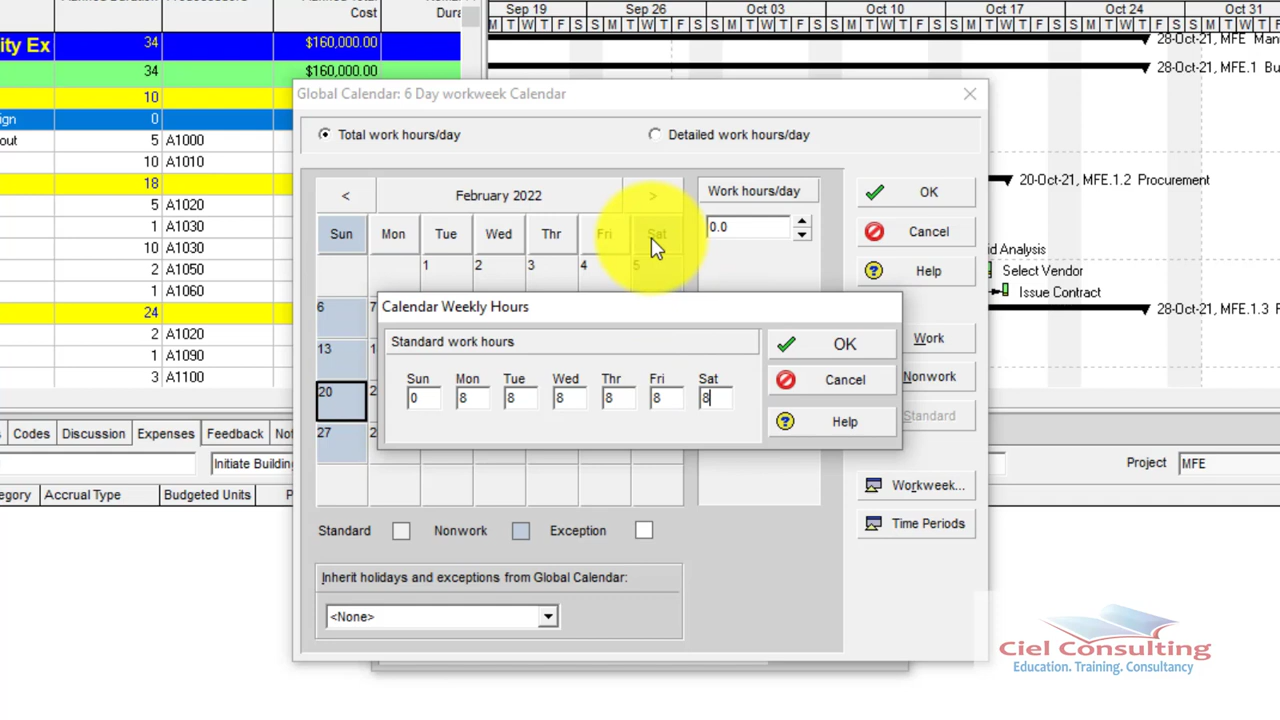 Cost
Dura
Sep 19 Sep 26 Oct 03 Oct 10 Oct 17 Oct 24 Oct 31
M T W T F S S M T W T F S S M T W T F S S M T W T F S S M T W T F S S M T W T F S S M T W
ity Ex 34 $160,000.00
28-Oct-21, MFE Man
34 $160,000.00
28-Oct-21, MFE.1 Bu
10
ign 0
out 5 A1000
10 A1010
18
20-Oct-21, MFE.1.2 Procurement
5 A1020
1 A1030
10 A1030
id Analysis
2 A1050
Select Vendor
1 A1060
Issue Contract
24
28-Oct-21, MFE.1.3 F
2 A1020
1 A1090
3 A1100
Global Calendar: 6 Day workweek Calendar
Total work hours/day
Detailed work hours/day
< February 2022 >
Work hours/day
0.0
Sun Mon Tue Wed Thr Fri Sat
1 2 3 4 5
6 7
13 1
20 2
27 2
OK
Cancel
Help
Work
Nonwork
Standard
Workweek...
Time Periods
Calendar Weekly Hours
Standard work hours
Sun Mon Tue Wed Thr Fri Sat
0 8 8 8 8 8 8
OK
Cancel
Help
Standard Nonwork Exception
Inherit holidays and exceptions from Global Calendar:
<None>
Codes Discussion Expenses Feedback Not
Initiate Building
Project MFE
egory Accrual Type Budgeted Units P
Ciel Consulting
Education. Training. Consultancy